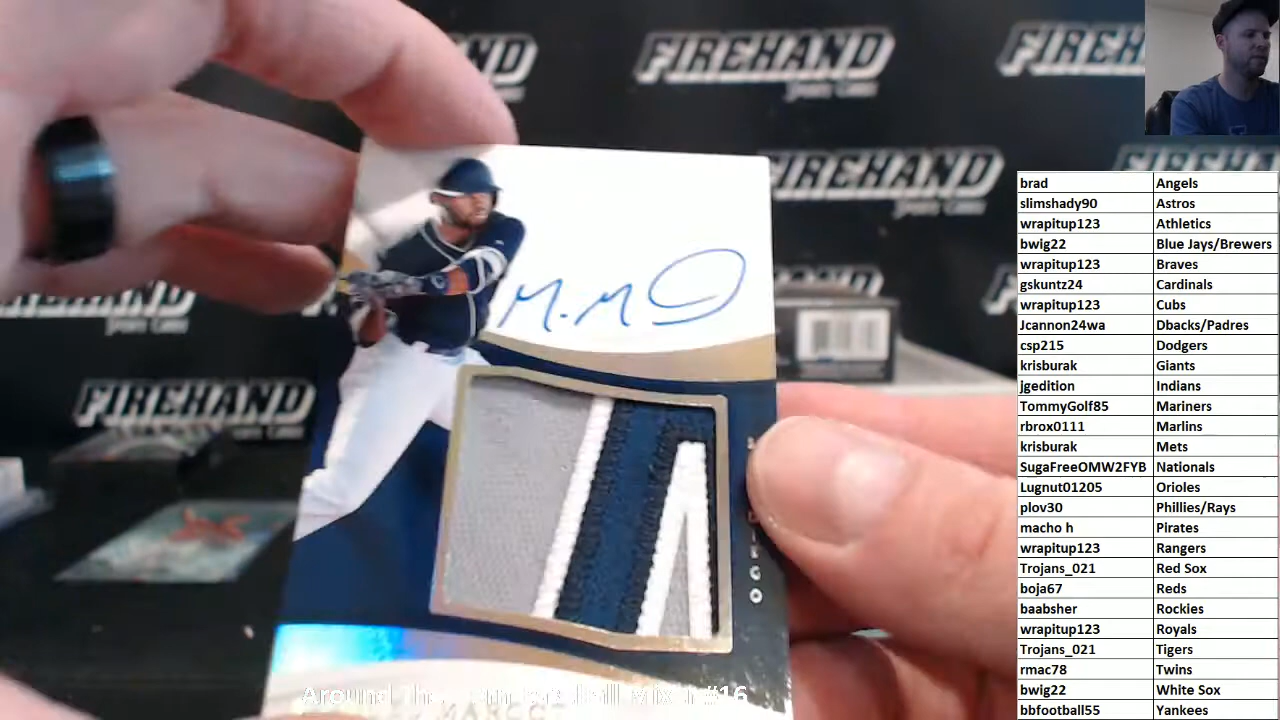 FIREHAND
FIREHAND
FIREHAND
FIREHAND
FIREHAND
M.M
brad Angels
slimshady90 Astros
wrapitup123 Athletics
bwig22 Blue Jays/Brewers
wrapitup123 Braves
gskuntz24 Cardinals
wrapitup123 Cubs
Jcannon24wa Dbacks/Padres
csp215 Dodgers
krisburak Giants
jgedition Indians
TommyGolf85 Mariners
rbrox0111 Marlins
krisburak Mets
SugaFreeOMW2FYB Nationals
Lugnut01205 Orioles
plov30 Phillies/Rays
macho h Pirates
wrapitup123 Rangers
Trojans_021 Red Sox
boja67 Reds
baabsher Rockies
wrapitup123 Royals
Trojans_021 Tigers
rmac78 Twins
bwig22 White Sox
bbfootball55 Yankees
Around The #16